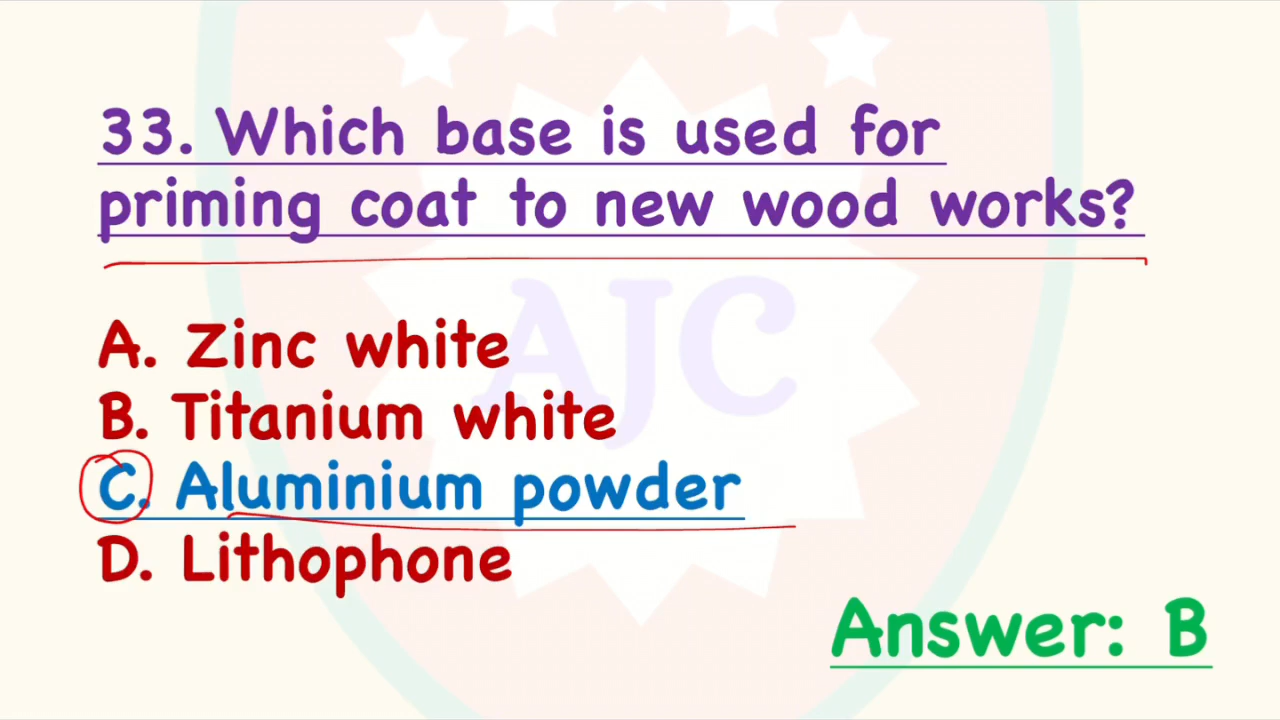 33. Which base is used for
priming coat to new wood works?
AJC
A. Zinc white
B. Titanium white
C. Aluminium powder
D. Lithophone
Answer: B